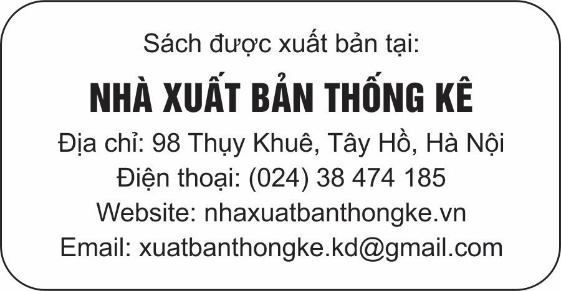 Sách được xuất bản tại:
NHÀ XUẤT BẢN THỐNG KÊ
Địa chỉ: 98 Thụy Khuê, Tây Hồ, Hà Nội
Điện thoại: (024) 38 474 185
Website: nhaxuatbanthongke.vn
Email: xuatbanthongke.kd@gmail.com